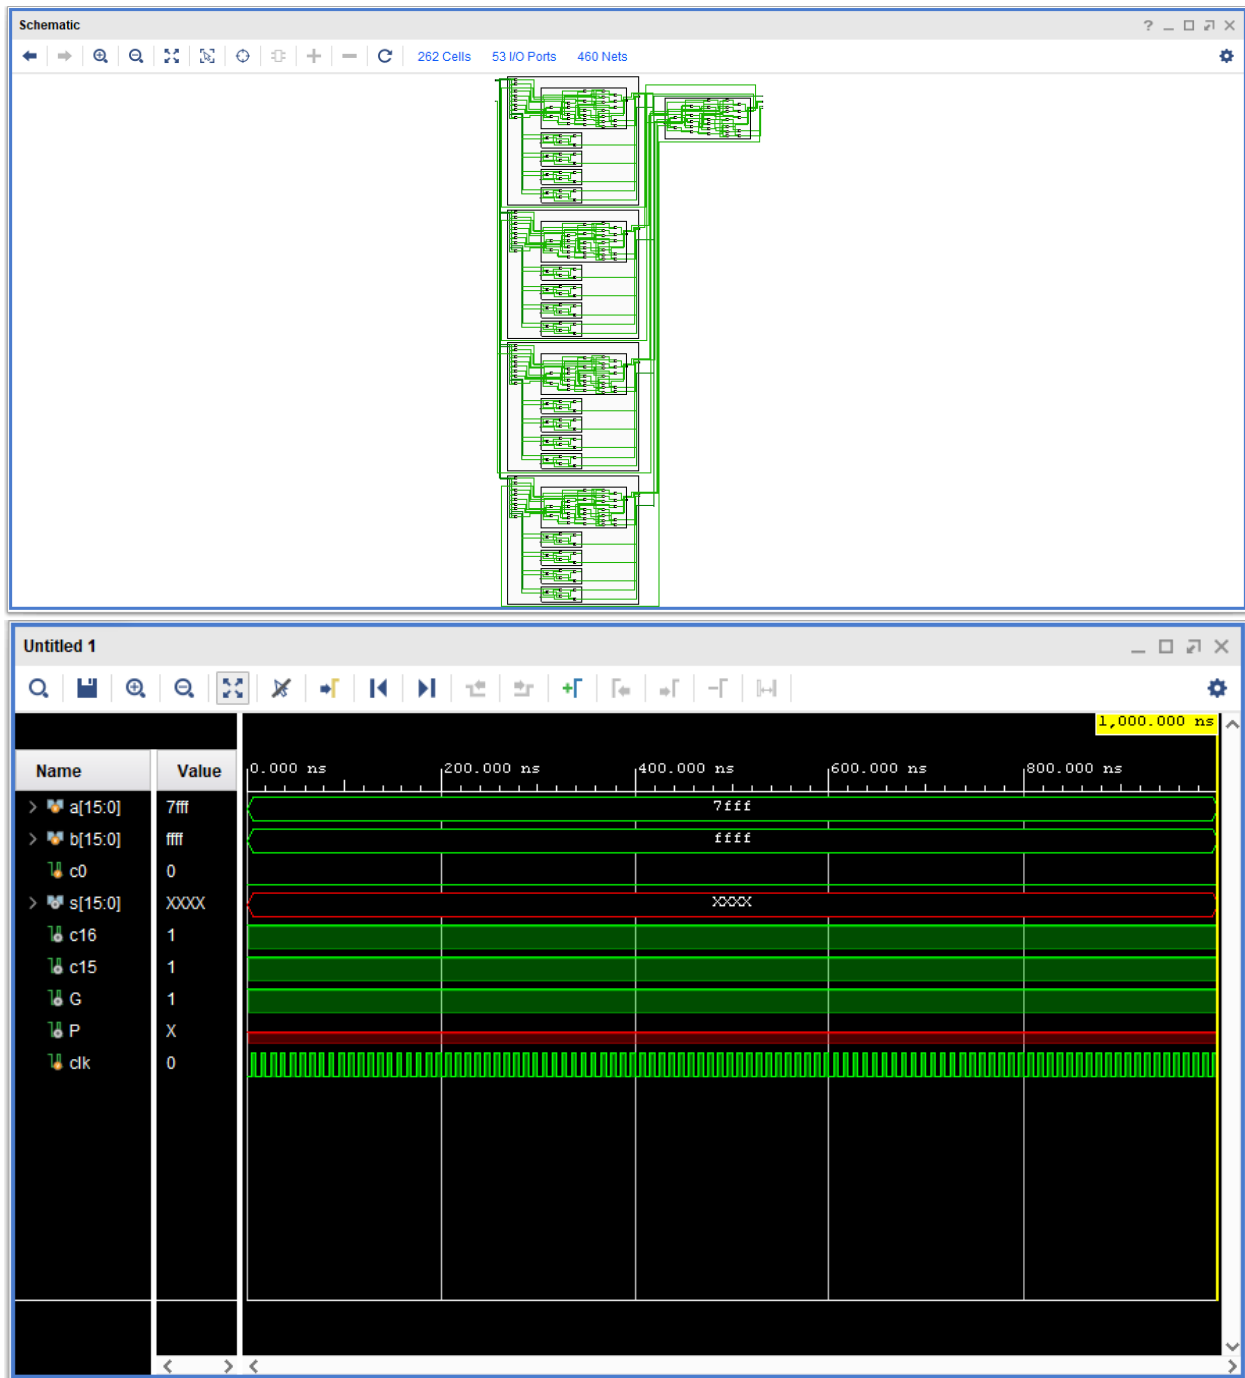 Schematic
262 Cells 53 I/O Ports 460 Nets
Untitled 1
1,000.000 ns
Name Value 0.000 ns 200.000 ns 400.000 ns 600.000 ns 800.000 ns
a[15:0] 7fff 7fff
b[15:0] ffff ffff
c0 0
s[15:0] XXXX XXXX
c16 1
c15 1
G 1
P X
clk 0